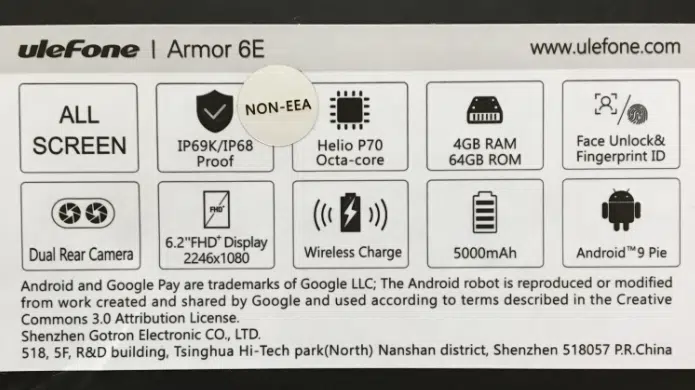 uleFone | Armor 6E
www.ulefone.com
ALL
SCREEN
IP69K/IP68
Proof
NON-EEA
Helio P70
Octa-core
4GB RAM
64GB ROM
Face Unlock&
Fingerprint ID
Dual Rear Camera
FHD+
6.2"FHD+ Display
2246x1080
Wireless Charge
5000mAh
Android™9 Pie
Android and Google Pay are trademarks of Google LLC; The Android robot is reproduced or modified
from work created and shared by Google and used according to terms described in the Creative
Commons 3.0 Attribution License.
Shenzhen Gotron Electronic CO., LTD.
518, 5F, R&D building, Tsinghua Hi-Tech park(North) Nanshan district, Shenzhen 518057 P.R.China